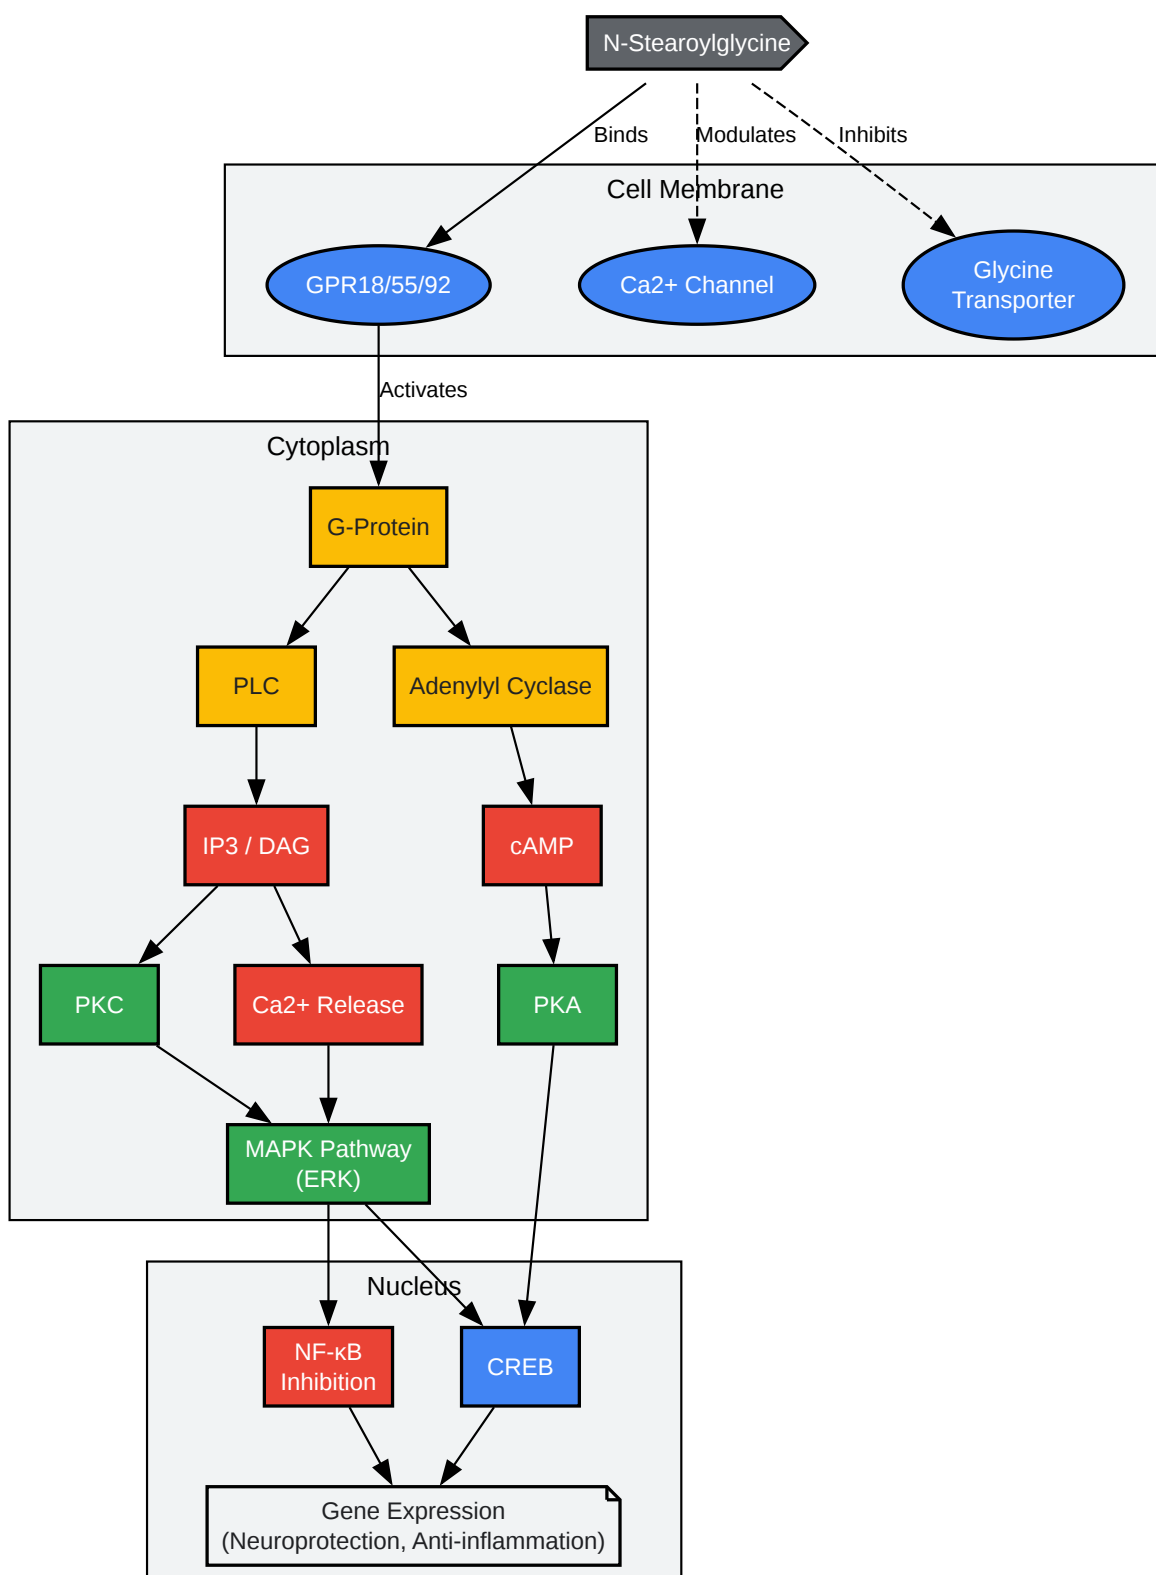 N-Stearoylglycine
Binds
Modulates
Inhibits
Cell Membrane
GPR18/55/92
Ca2+ Channel
Glycine
Transporter
Activates
Cytoplasm
G-Protein
PLC
Adenylyl Cyclase
IP3 / DAG
cAMP
PKC
Ca2+ Release
PKA
MAPK Pathway
(ERK)
Nucleus
NF-κB
Inhibition
CREB
Gene Expression
(Neuroprotection, Anti-inflammation)